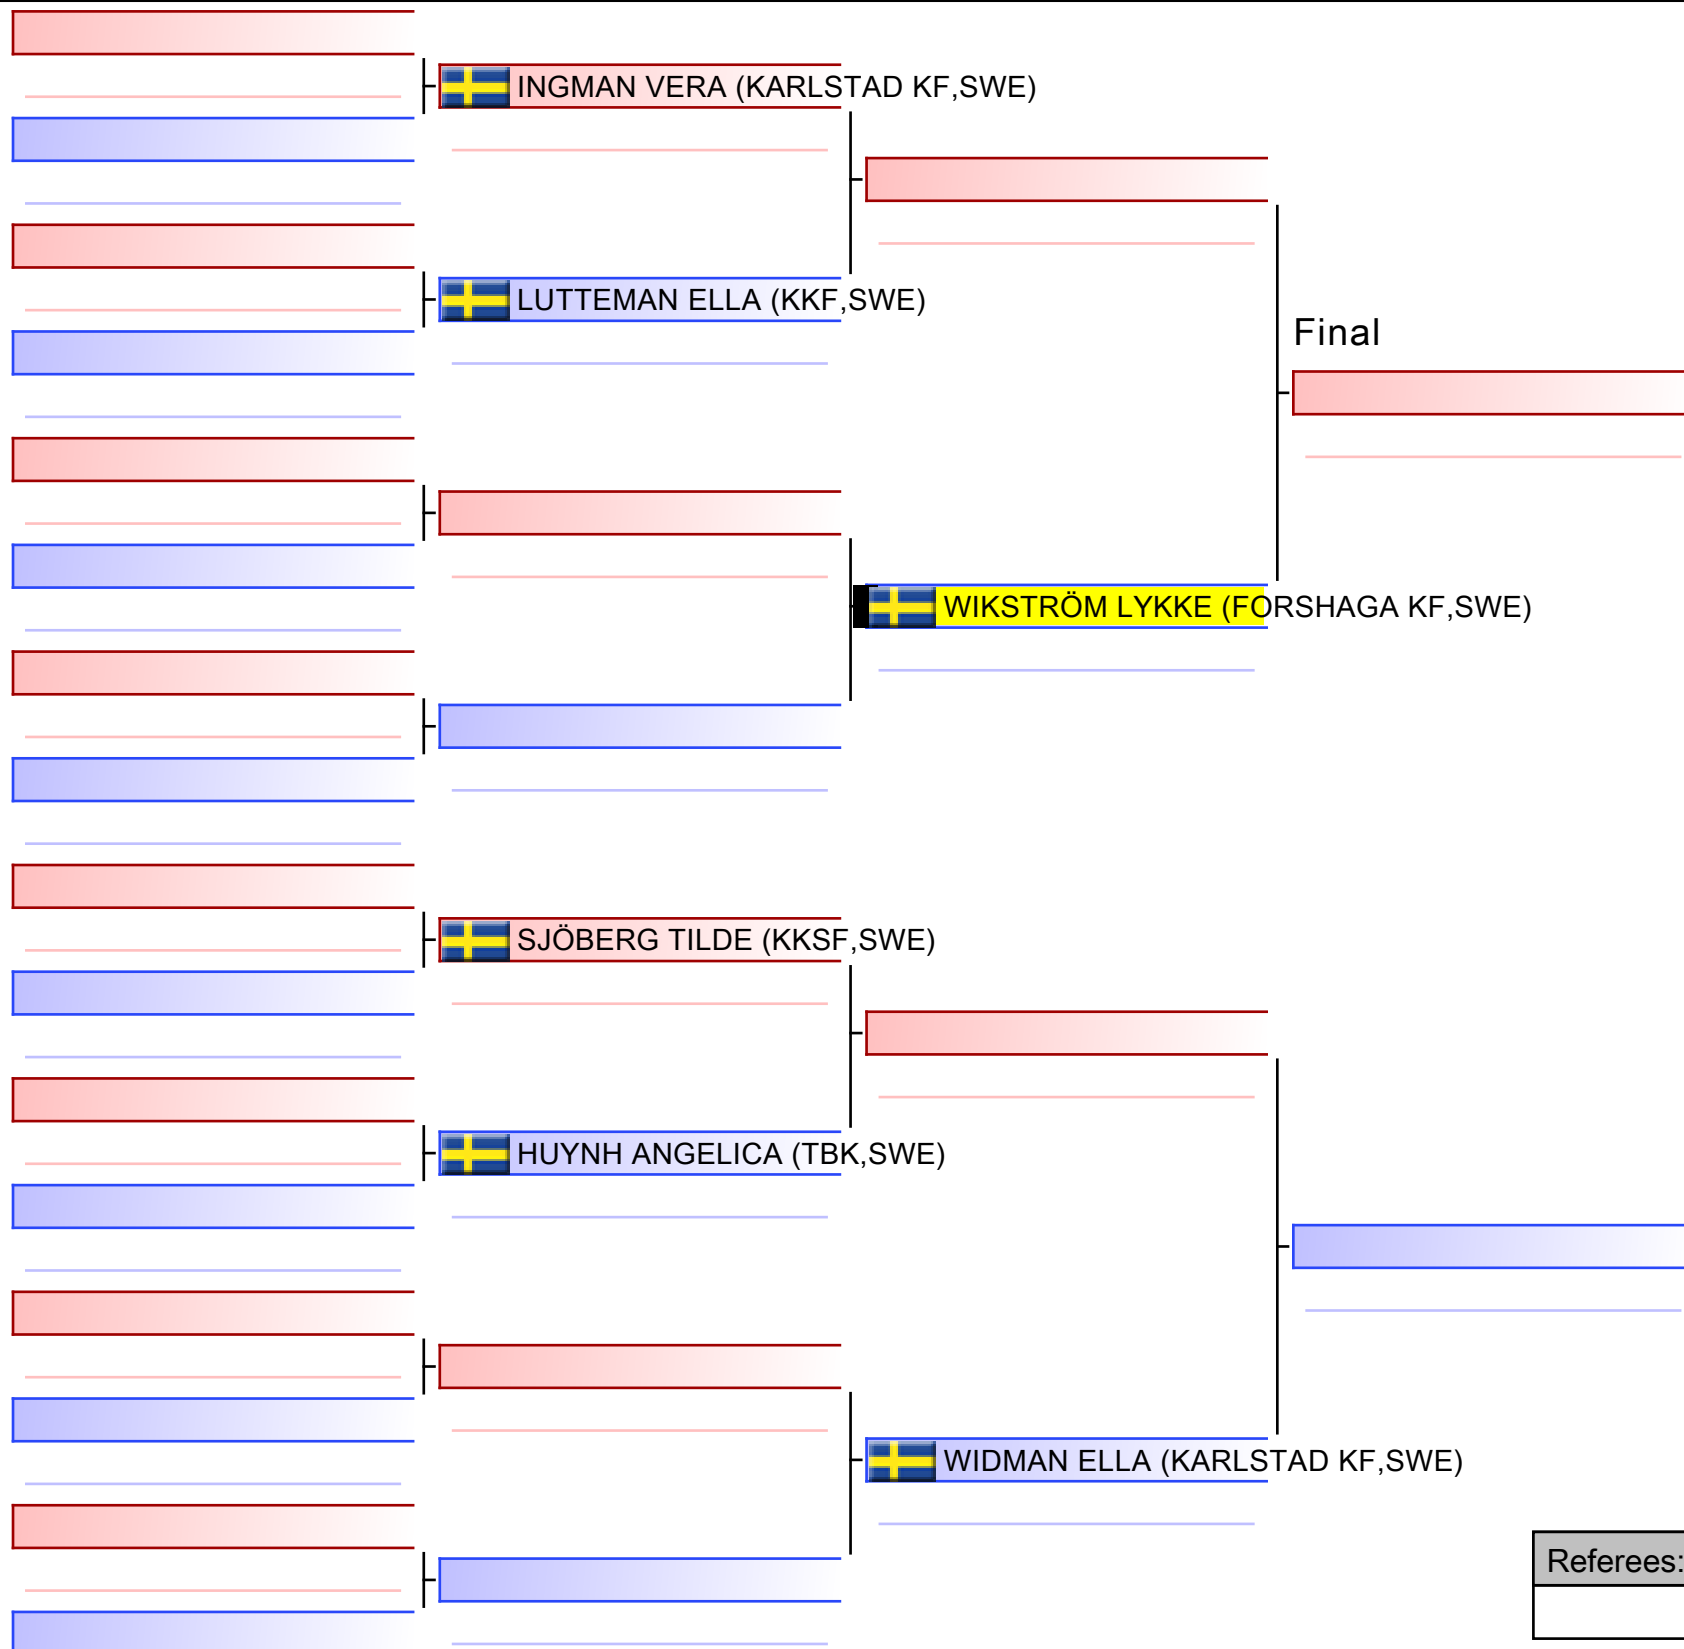 INGMAN VERA (KARLSTAD KF,SWE)
LUTTEMAN ELLA (KKF,SWE)
Final
WIKSTRÖM LYKKE (FORSHAGA KF,SWE)
SJÖBERG TILDE (KKSF,SWE)
HUYNH ANGELICA (TBK,SWE)
WIDMAN ELLA (KARLSTAD KF,SWE)
Referees: